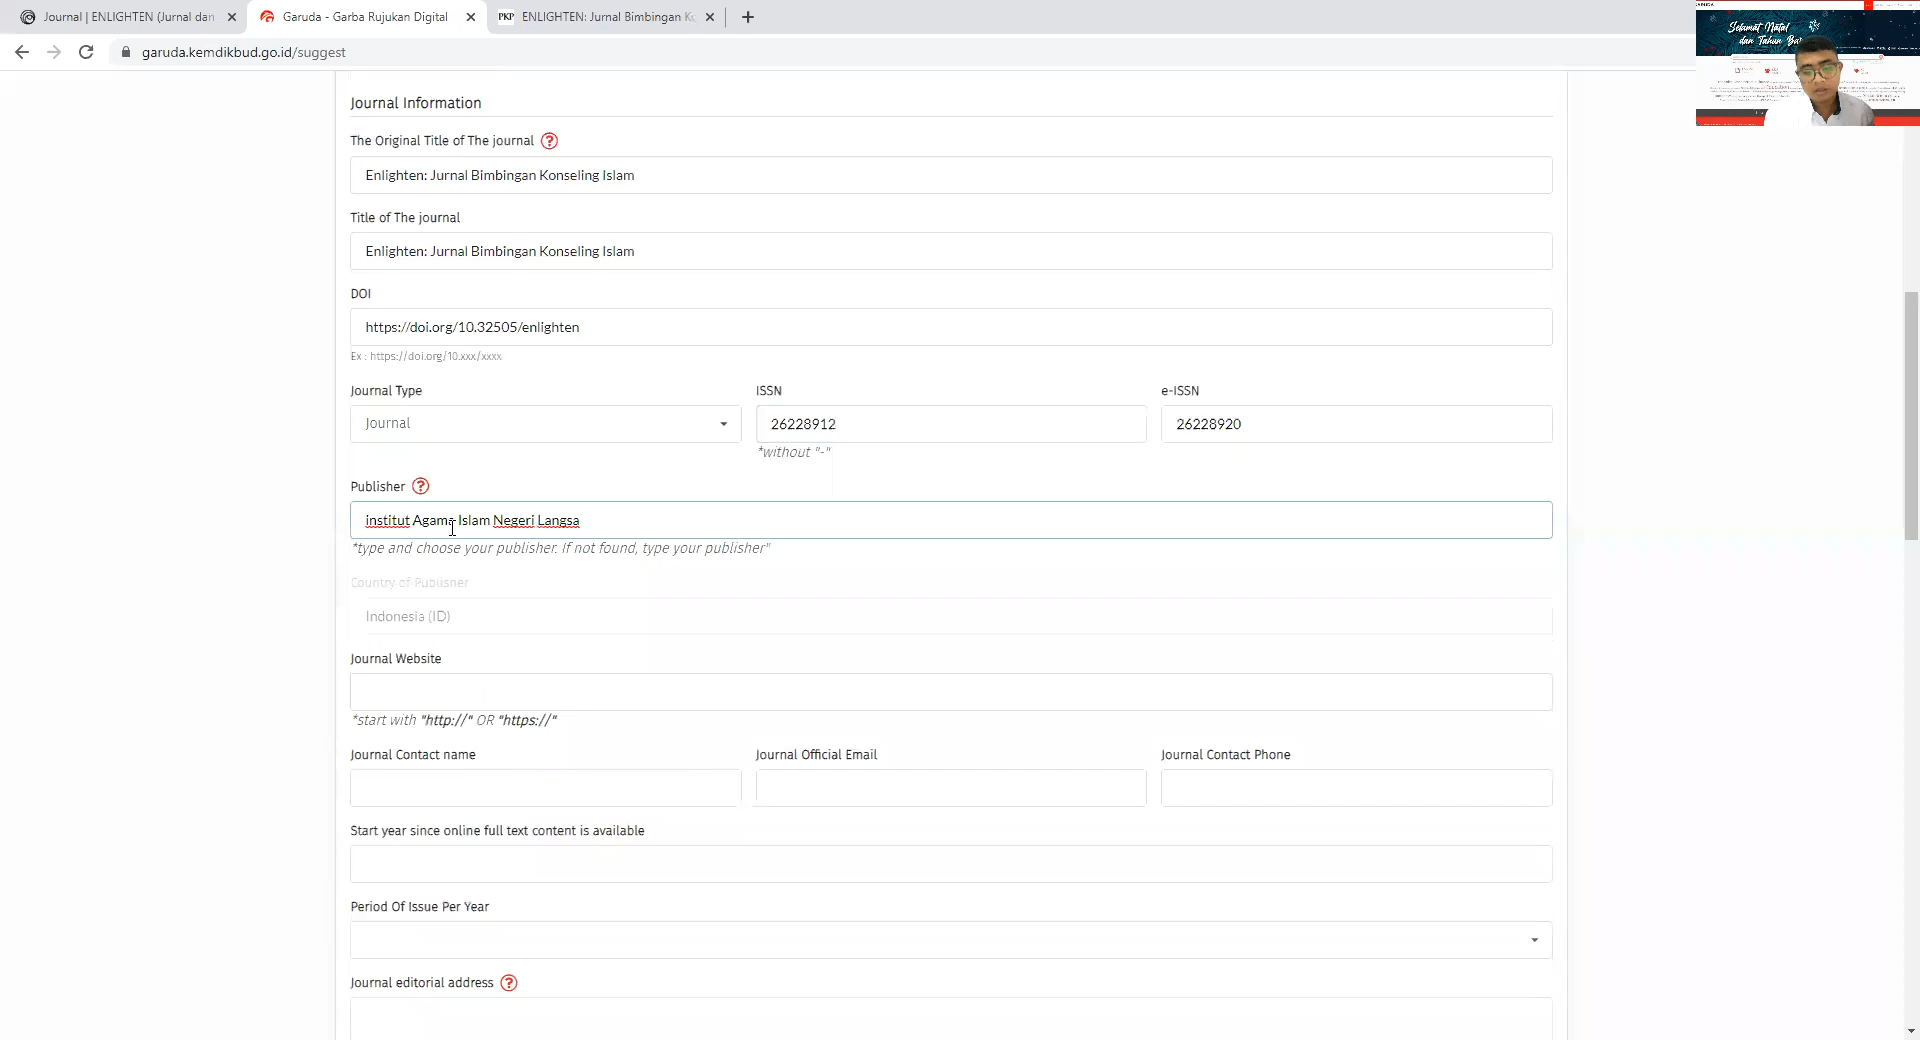 Journal | ENLIGHTEN (Jurnal dan
Garuda - Garba Rujukan Digital
PKP ENLIGHTEN: Jurnal Bimbingan K
garuda.kemdikbud.go.id/suggest
Selamat Natal
dan Tahun Ba
Journal Information
The Original Title of The journal ?
Enlighten: Jurnal Bimbingan Konseling Islam
Title of The journal
Enlighten: Jurnal Bimbingan Konseling Islam
DOI
https://doi.org/10.32505/enlighten
Ex : https://doi.org/10.xxx/xxxx
Journal Type ISSN e-ISSN
Journal 26228912 26228920
*without "-"
Publisher ?
institut Agama Islam Negeri Langsa
*type and choose your publisher. If not found, type your publisher"
Country of Publisher
Indonesia (ID)
Journal Website
*start with "http://" OR "https://"
Journal Contact name Journal Official Email Journal Contact Phone
Start year since online full text content is available
Period Of Issue Per Year
Journal editorial address ?